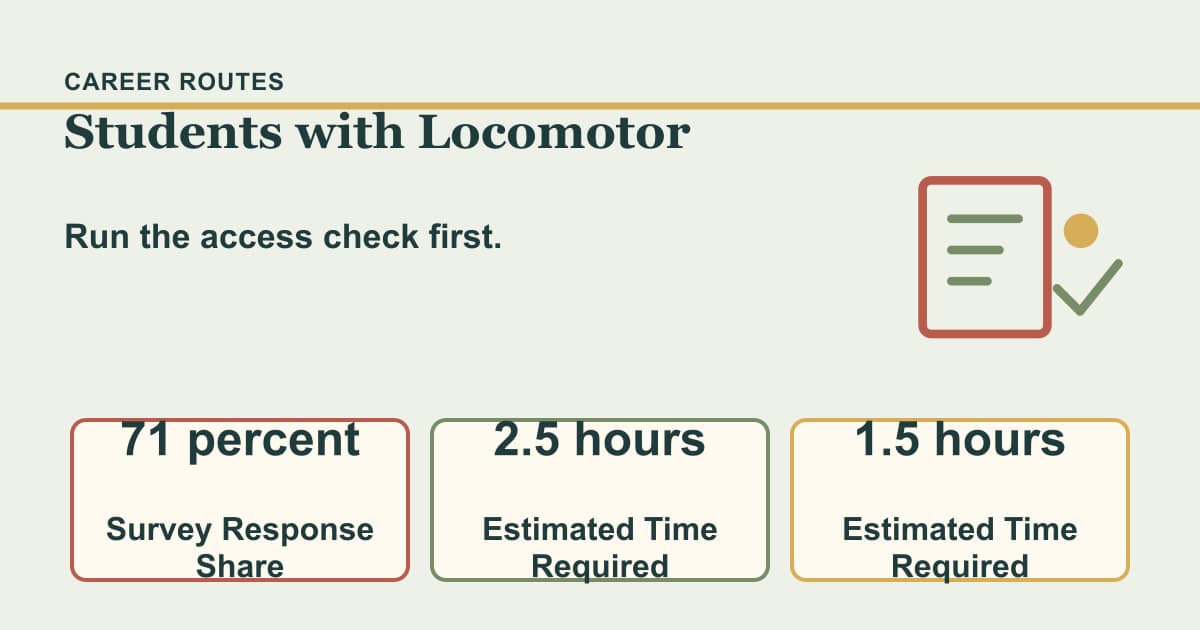 CAREER ROUTES
Students with Locomotor
Run the access check first.
71 percent
Survey Response
Share
2.5 hours
Estimated Time
Required
1.5 hours
Estimated Time
Required